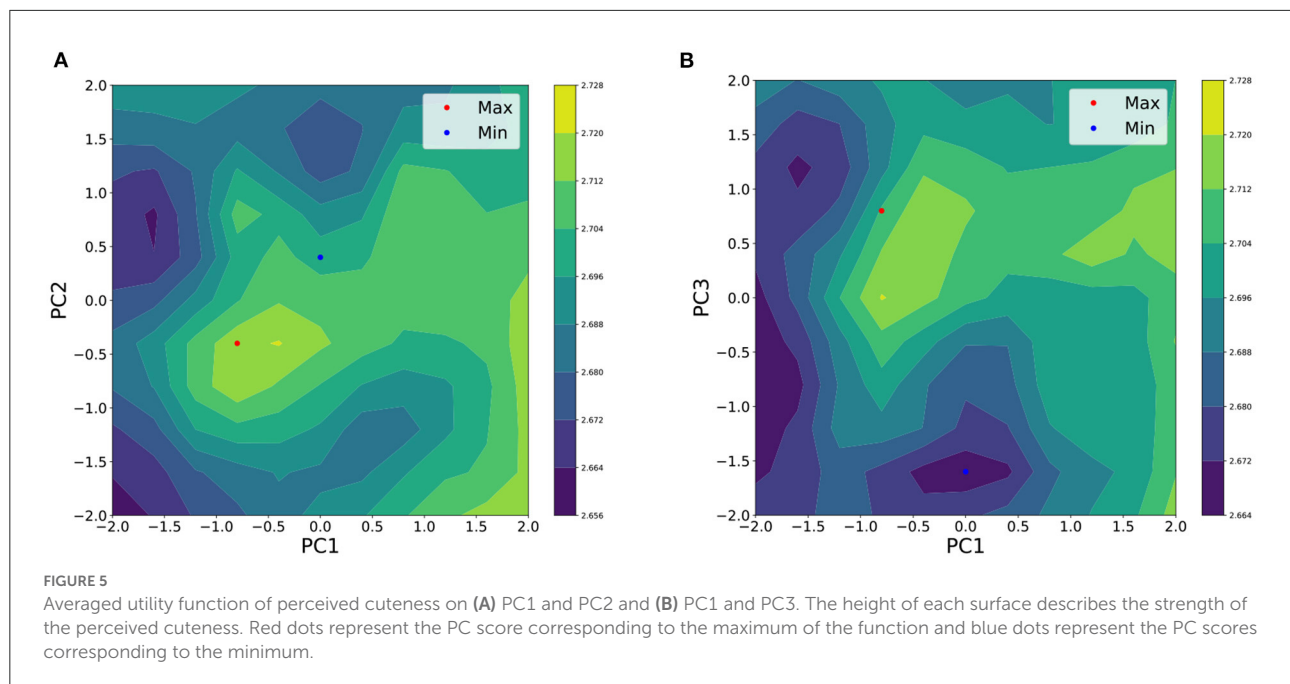 A
B
2.0
1.5
1.0
0.5
0.0
−0.5
−1.0
−1.5
−2.0
PC2
−2.0 −1.5 −1.0 −0.5 0.0 0.5 1.0 1.5 2.0
PC1
Max
Min
2.728
2.720
2.712
2.704
2.696
2.688
2.680
2.672
2.664
2.656
2.0
1.5
1.0
0.5
0.0
−0.5
−1.0
−1.5
−2.0
PC3
−2.0 −1.5 −1.0 −0.5 0.0 0.5 1.0 1.5 2.0
PC1
Max
Min
2.728
2.720
2.712
2.704
2.696
2.688
2.680
2.672
2.664
FIGURE 5
Averaged utility function of perceived cuteness on (A) PC1 and PC2 and (B) PC1 and PC3. The height of each surface describes the strength of
the perceived cuteness. Red dots represent the PC score corresponding to the maximum of the function and blue dots represent the PC scores
corresponding to the minimum.